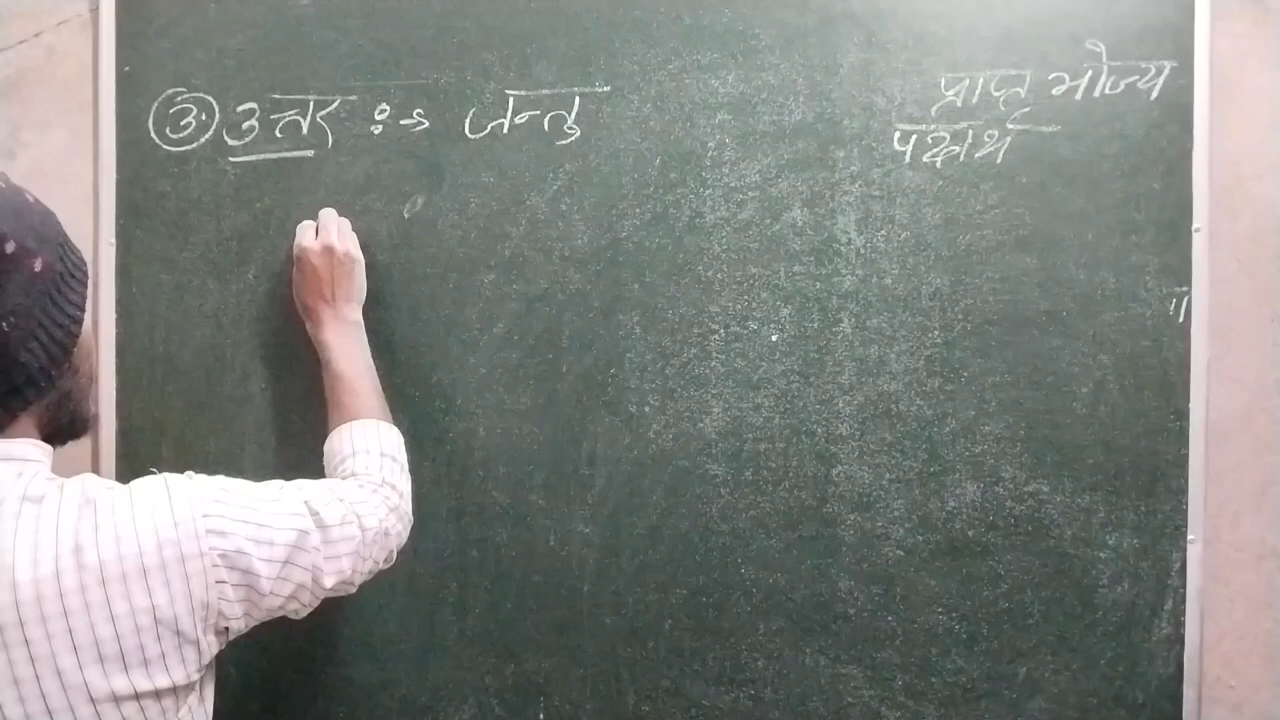 ③ उत्तर :→ जन्तु
प्राप्त भोज्य
पदार्थ
॥